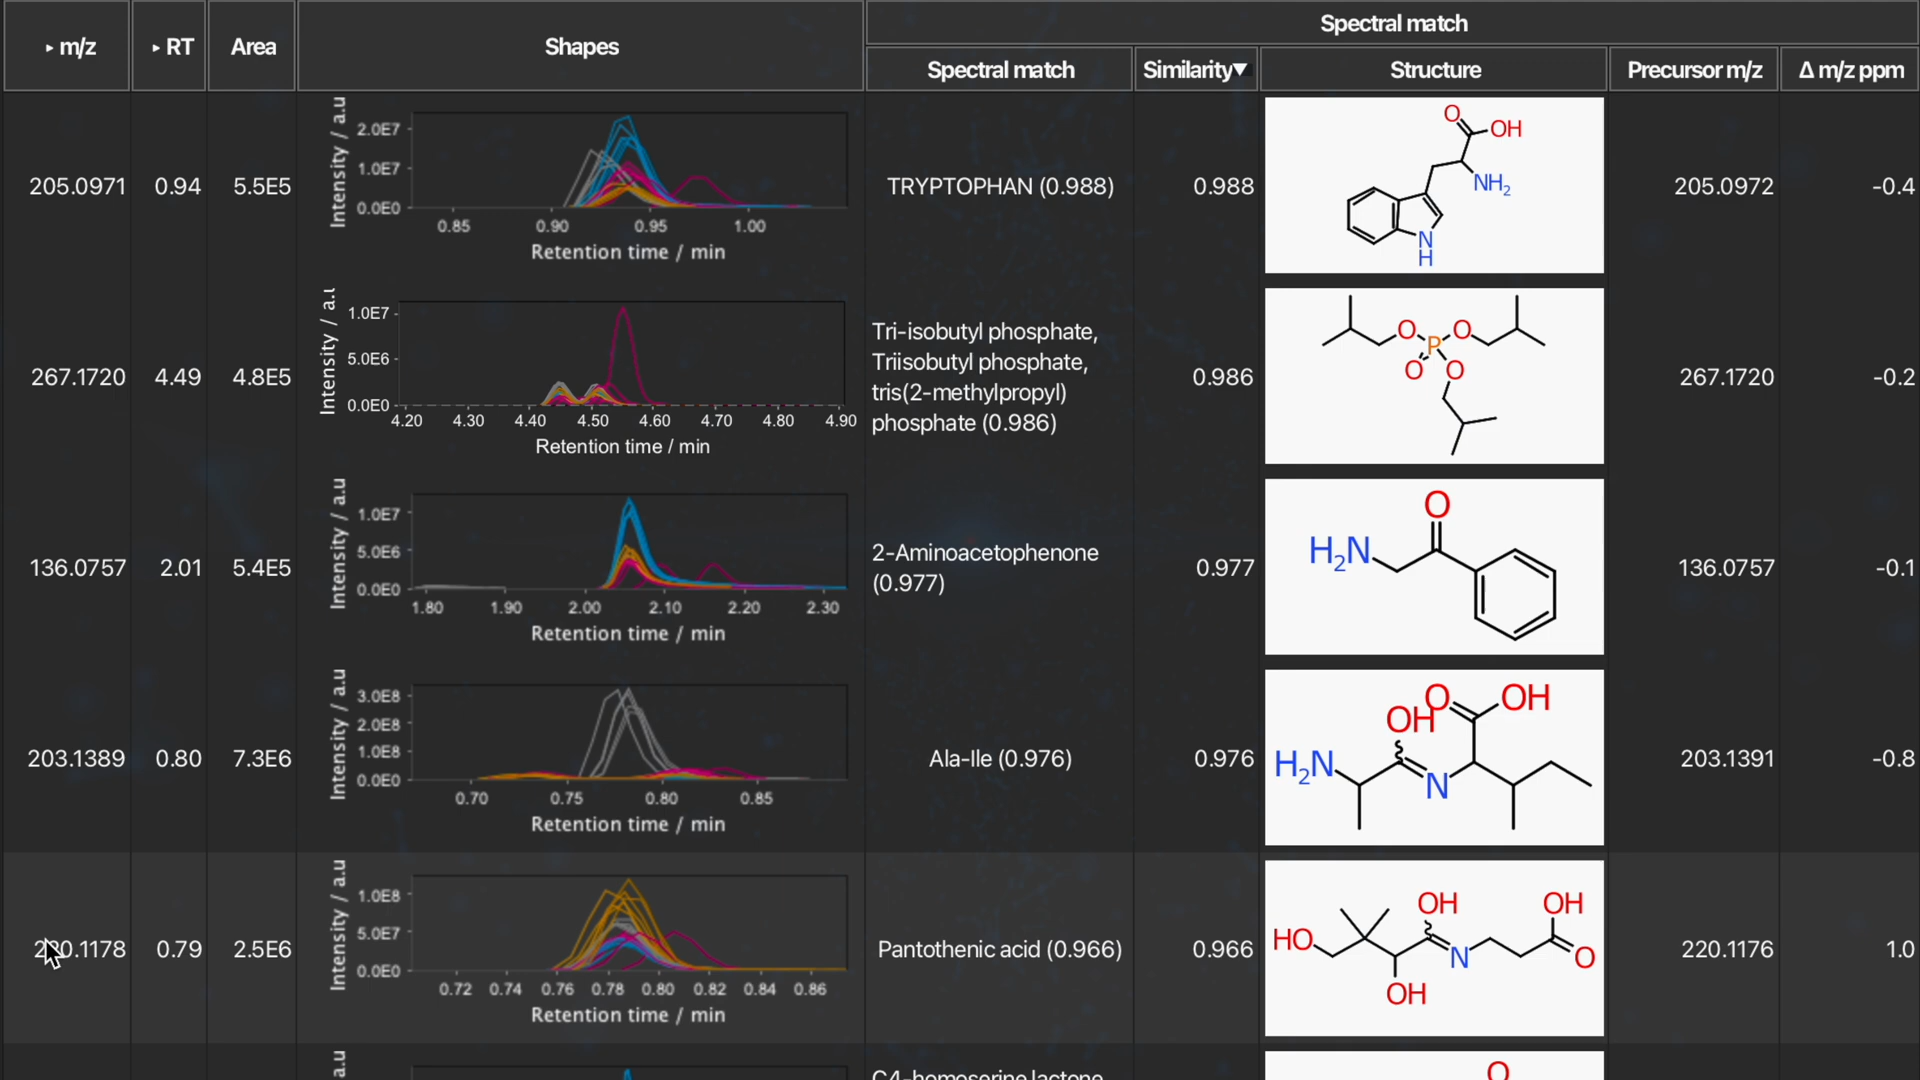 ▸ m/z ▸ RT Area Shapes Spectral match
Spectral match Similarity▼ Structure Precursor m/z Δ m/z ppm
205.0971 0.94 5.5E5
Intensity / a.u
2.0E7
1.0E7
0.0E0
0.85 0.90 0.95 1.00
Retention time / min
TRYPTOPHAN (0.988)
0.988
O
OH
NH2
N
H
205.0972 -0.4
267.1720 4.49 4.8E5
Intensity / a.u
1.0E7
5.0E6
0.0E0
4.20 4.30 4.40 4.50 4.60 4.70 4.80 4.90
Retention time / min
Tri-isobutyl phosphate,
Triisobutyl phosphate,
tris(2-methylpropyl)
phosphate (0.986)
0.986
O O
P
O O
267.1720 -0.2
136.0757 2.01 5.4E5
Intensity / a.u
1.0E7
5.0E6
0.0E0
1.80 1.90 2.00 2.10 2.20 2.30
Retention time / min
2-Aminoacetophenone
(0.977)
0.977
O
H2N
136.0757 -0.1
203.1389 0.80 7.3E6
Intensity / a.u
3.0E8
2.0E8
1.0E8
0.0E0
0.70 0.75 0.80 0.85
Retention time / min
Ala-Ile (0.976)
0.976
O OH
OH
H2N
N
203.1391 -0.8
220.1178 0.79 2.5E6
Intensity / a.u
1.0E8
5.0E7
0.0E0
0.72 0.74 0.76 0.78 0.80 0.82 0.84 0.86
Retention time / min
Pantothenic acid (0.966)
0.966
OH OH
HO
N O
OH
220.1176 1.0
a.u
C4-homoserine lactone
O